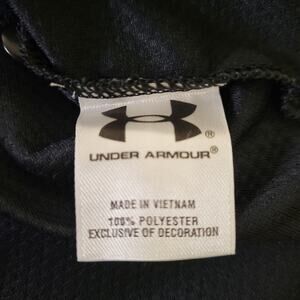 ®
UNDER ARMOUR®
MADE IN VIETNAM
100% POLYESTER
EXCLUSIVE OF DECORATION